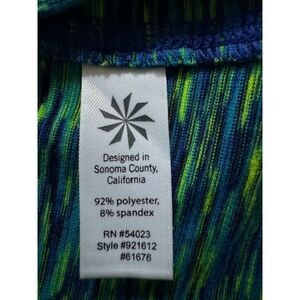 Designed in
Sonoma County,
California
92% polyester,
8% spandex
RN #54023
Style #921612
#61676